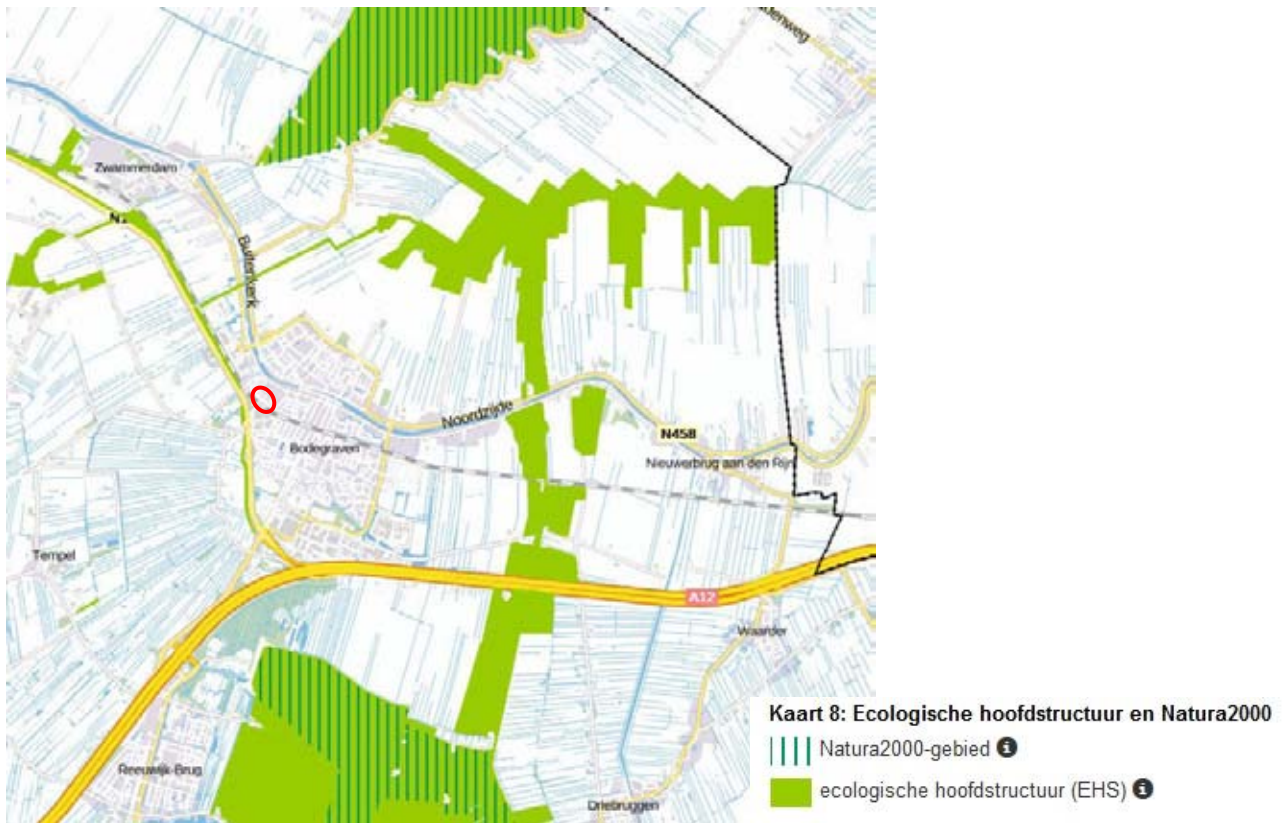 Zwammerdam
Buitenkerk
Noordzijde
N458
Bodegraven
Nieuwerbrug aan den Rijn
Tempel
A12
Waarder
Reeuwijk-Brug
Driebruggen
Kaart 8: Ecologische hoofdstructuur en Natura2000
Natura2000-gebied
ecologische hoofdstructuur (EHS)